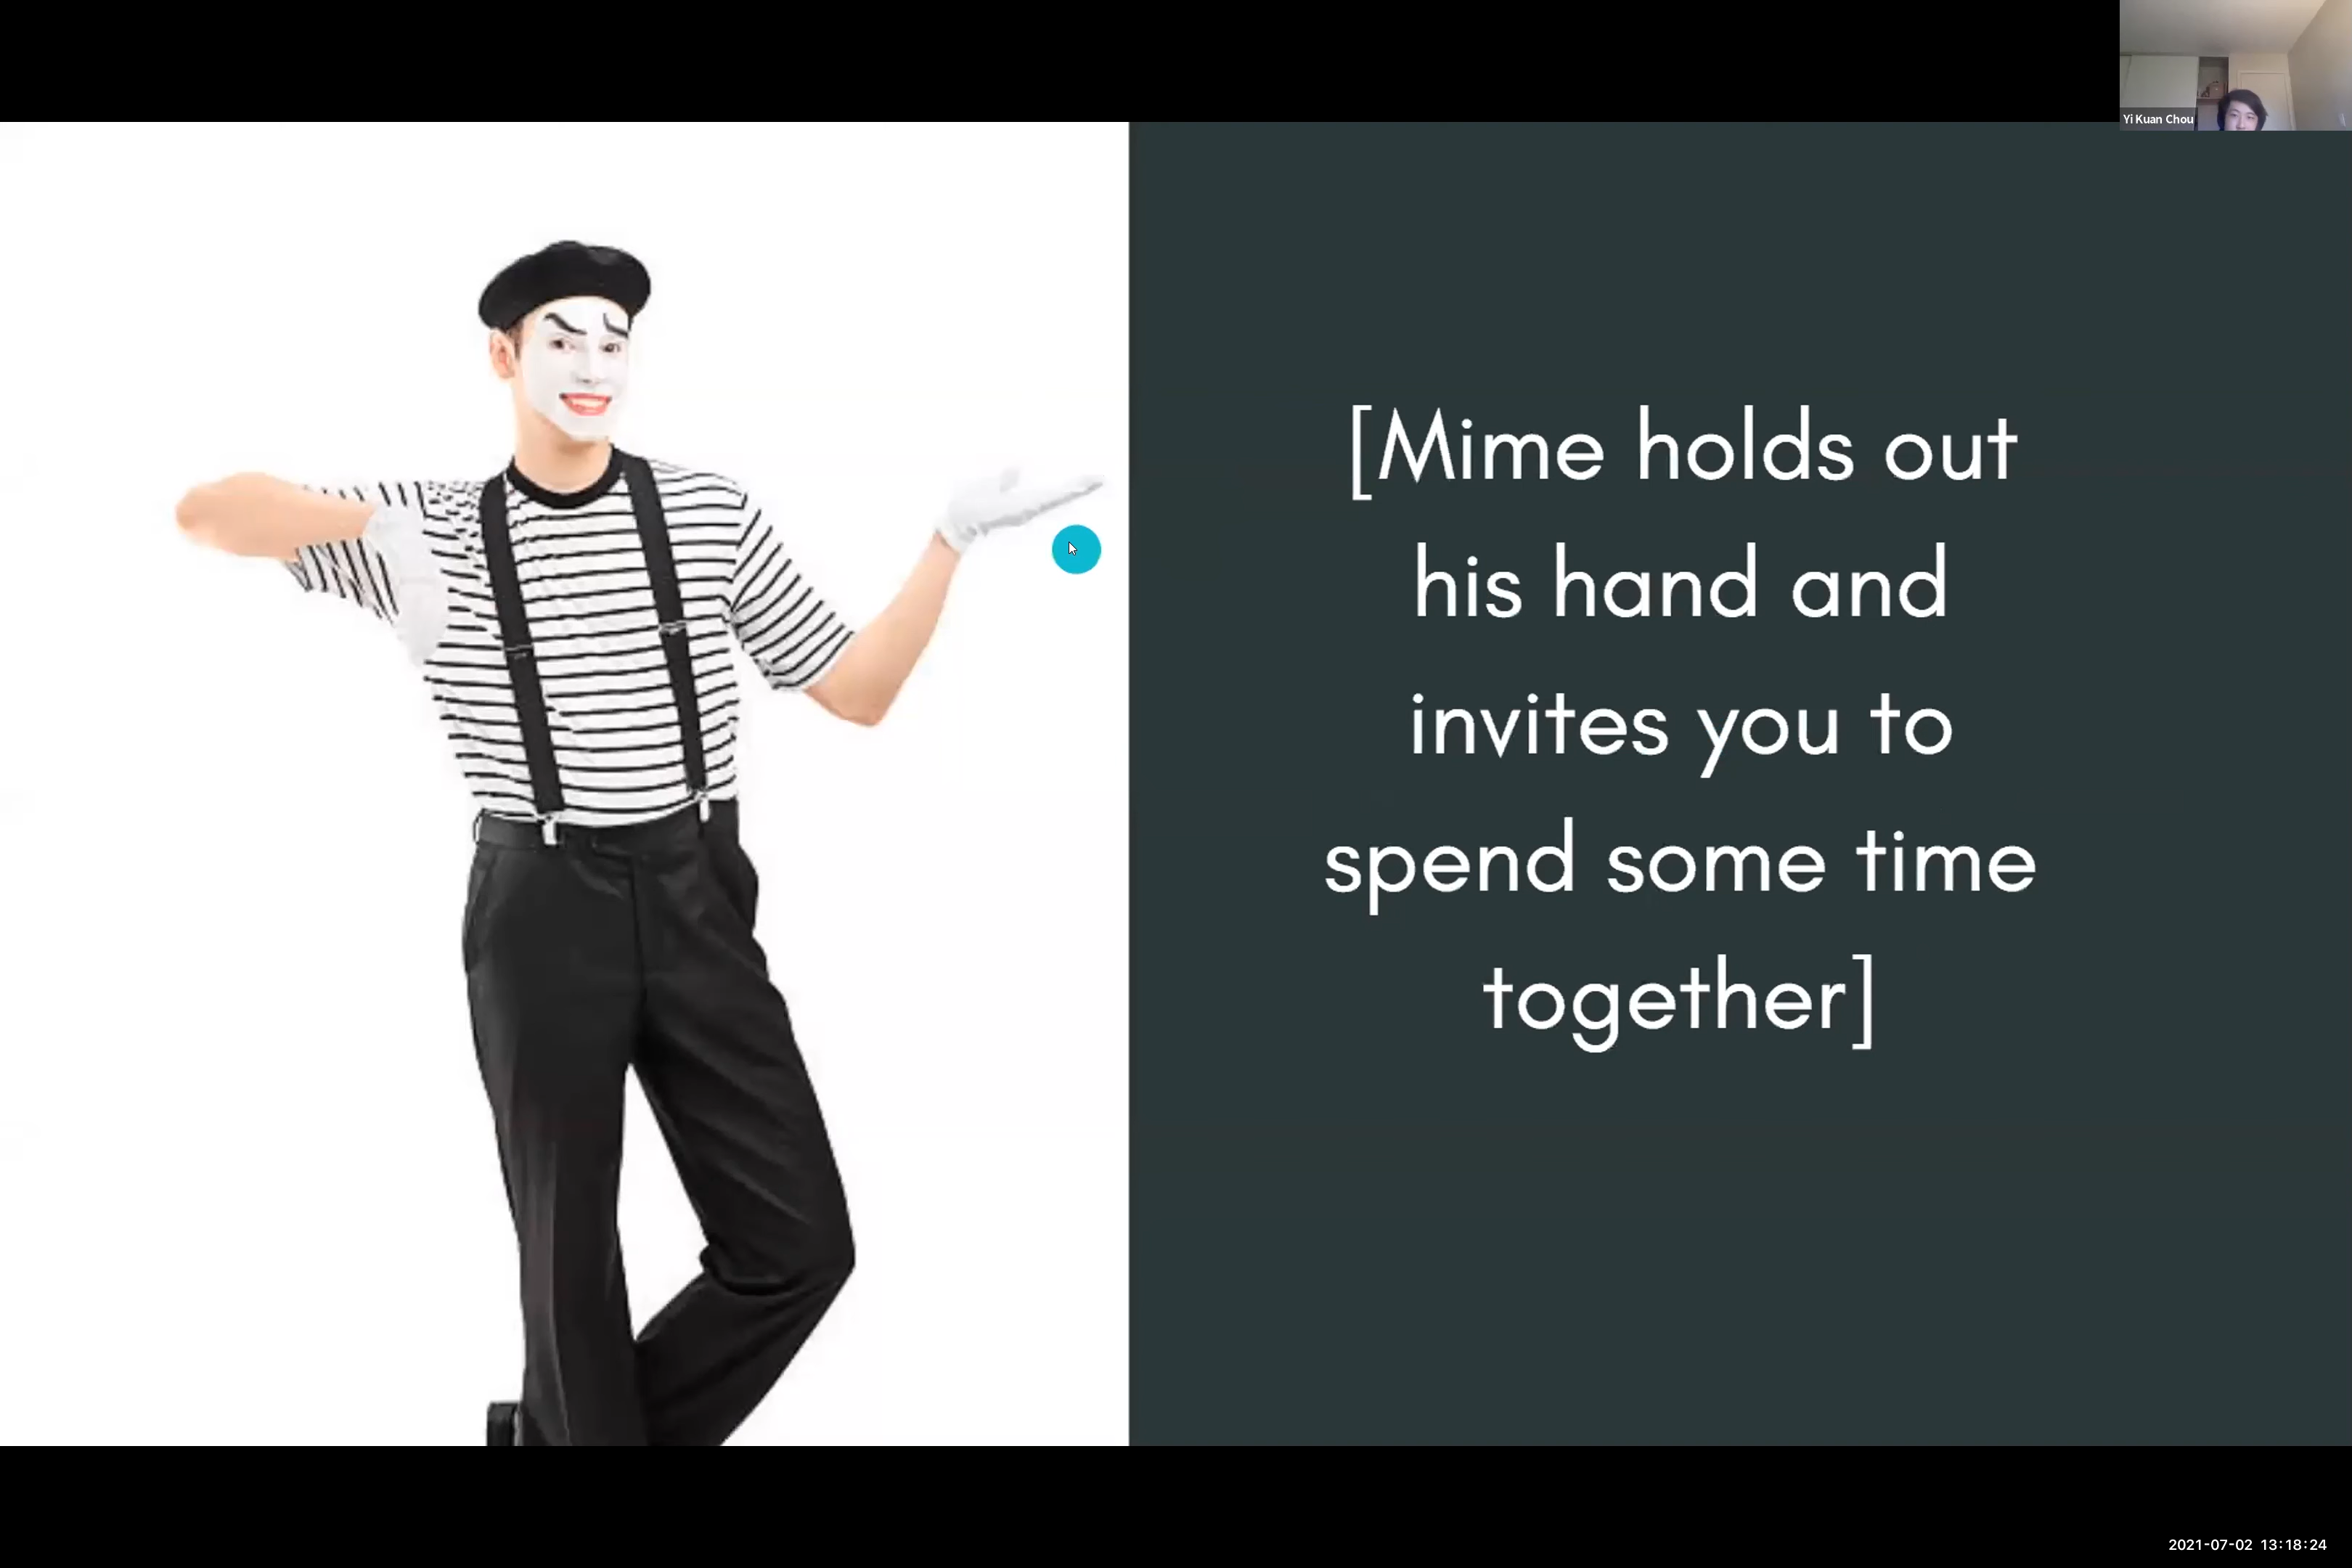 Yi Kuan Chou
[Mime holds out
his hand and
invites you to
spend some time
together]
2021-07-02 13:18:24